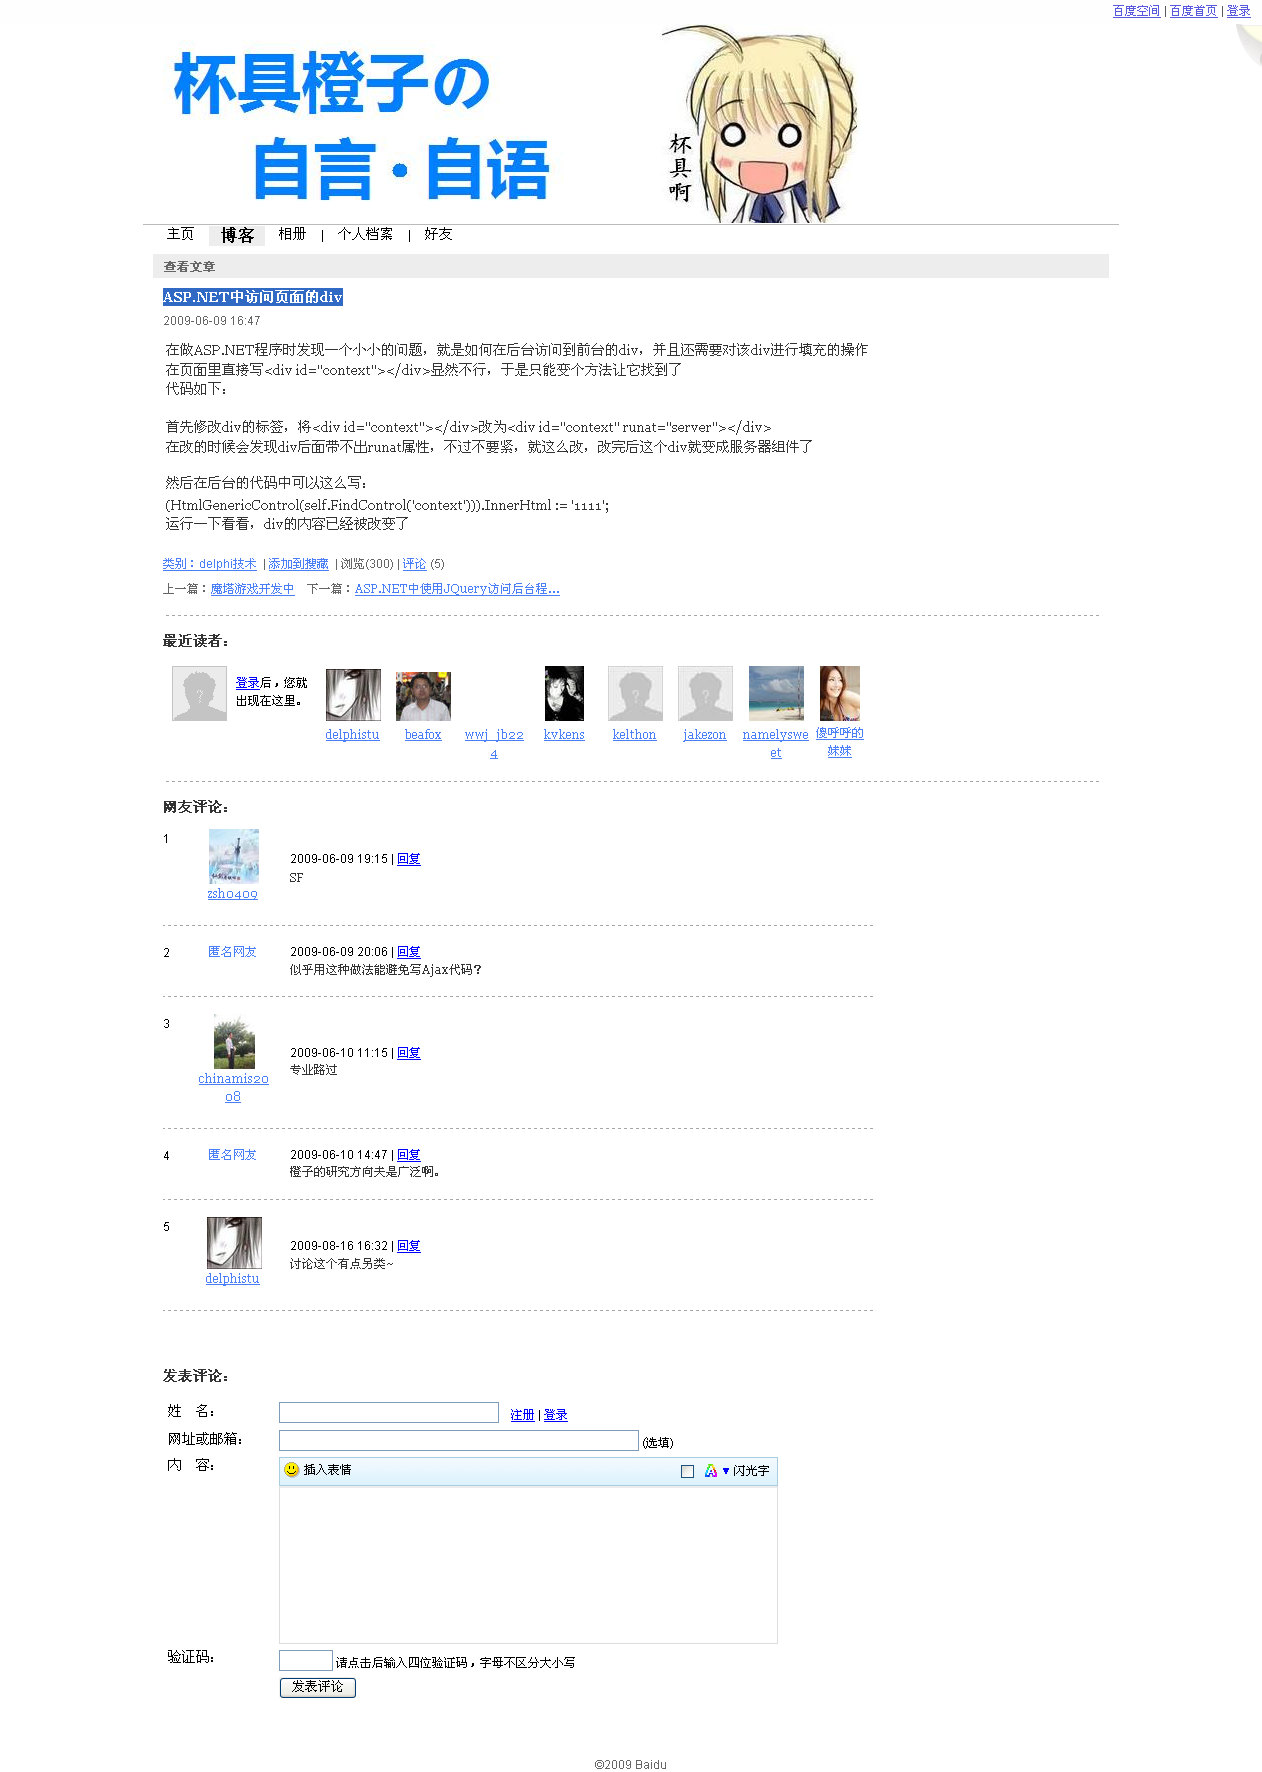 百度空间 | 百度首页 | 登录
杯具橙子の
自言·自语
杯具啊
主页 博客 相册 | 个人档案 | 好友
查看文章
ASP.NET中访问页面的div
2009-06-09 16:47
在做ASP.NET程序时发现一个小小的问题，就是如何在后台访问到前台的div，并且还需要对该div进行填充的操作
在页面里直接写<div id="context"></div>显然不行，于是只能变个方法让它找到了
代码如下：
首先修改div的标签，将<div id="context"></div>改为<div id="context" runat="server"></div>
在改的时候会发现div后面带不出runat属性，不过不要紧，就这么改，改完后这个div就变成服务器组件了
然后在后台的代码中可以这么写：
(HtmlGenericControl(self.FindControl('context'))).InnerHtml := '1111';
运行一下看看，div的内容已经被改变了
类别：delphi技术 | 添加到搜藏 | 浏览(300) | 评论 (5)
上一篇：魔塔游戏开发中 下一篇：ASP.NET中使用JQuery访问后台程...
最近读者：
登录后，您就
出现在这里。
delphistu beafox wwj_jb22 kvkens kelthon jakezon namelyswe 傻呼呼的
4 et 妹妹
网友评论：
1
2009-06-09 19:15 | 回复
SF
zsh0409
2 匿名网友 2009-06-09 20:06 | 回复
似乎用这种做法能避免写Ajax代码？
3
2009-06-10 11:15 | 回复
专业路过
chinamis20
08
4 匿名网友 2009-06-10 14:47 | 回复
橙子的研究方向夫是广泛啊。
5
2009-08-16 16:32 | 回复
讨论这个有点另类~
delphistu
发表评论：
姓 名： 注册 | 登录
网址或邮箱： (选填)
内 容： 插入表情 闪光字
验证码： 请点击后输入四位验证码，字母不区分大小写
发表评论
©2009 Baidu